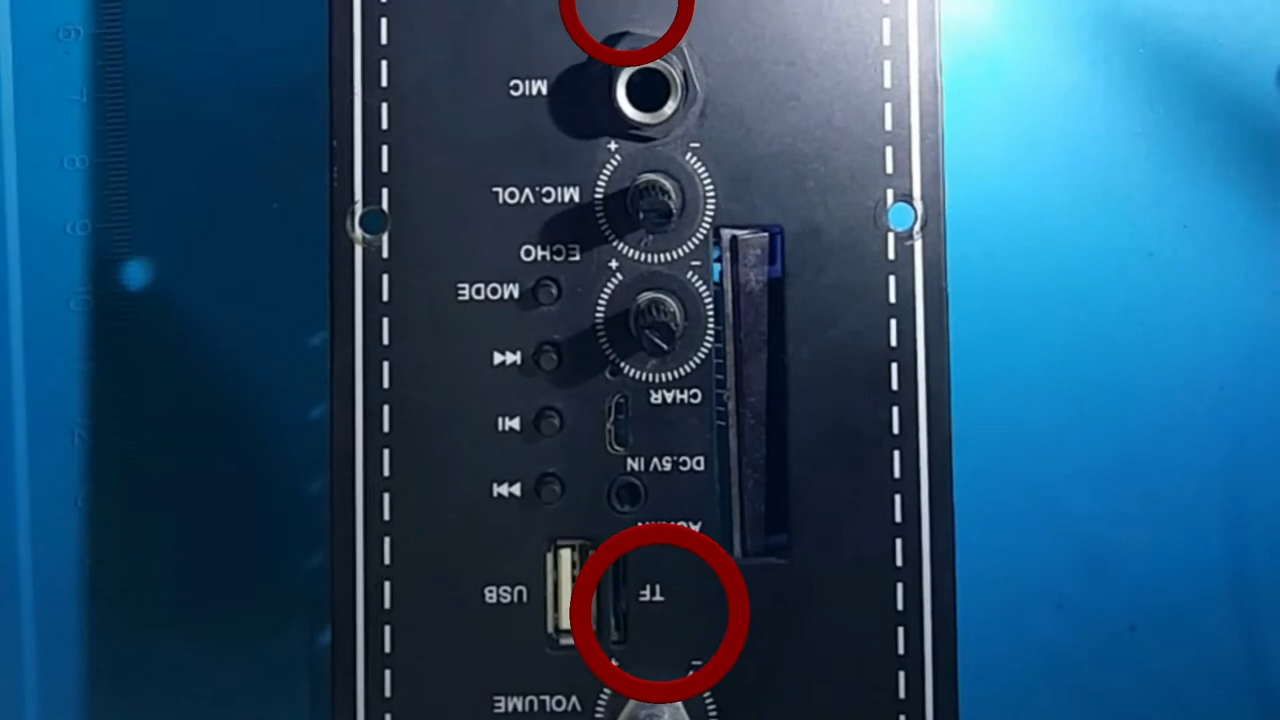 MIC
MIC.VOL
ECHO
MODE
CHAR
DC.5V IN
USB
TF
VOLUME